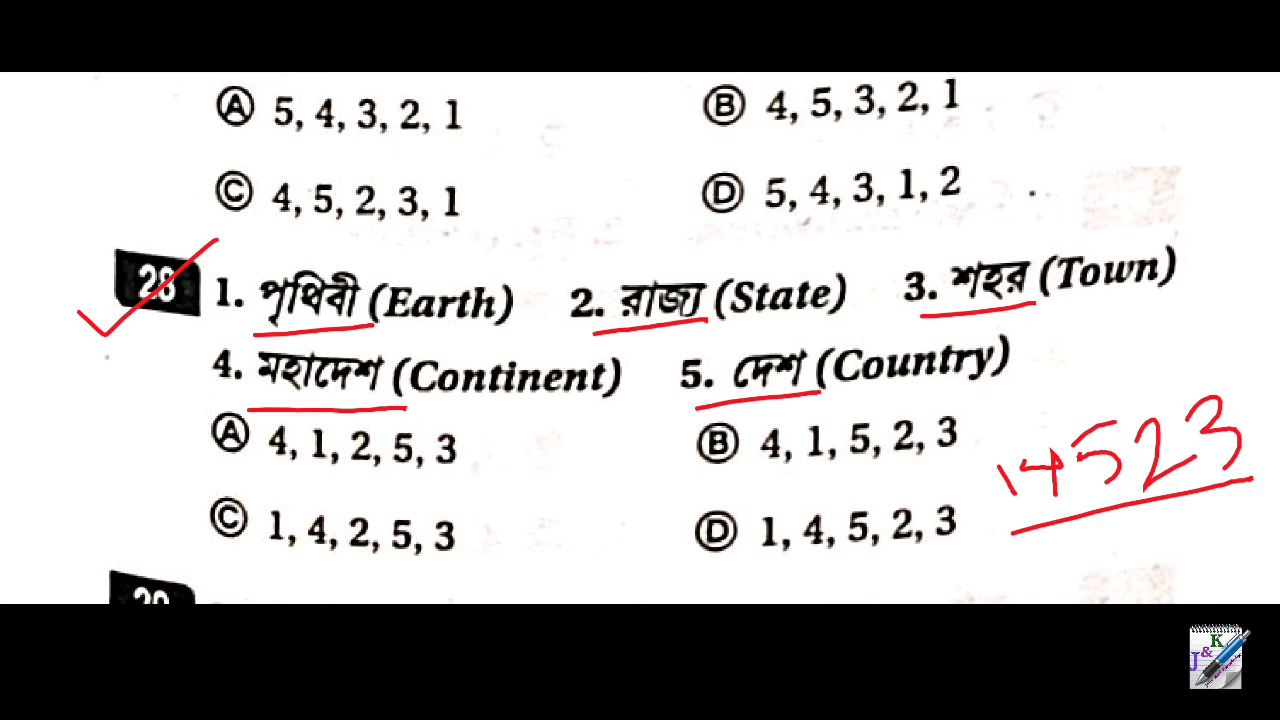 Ⓐ 5, 4, 3, 2, 1 Ⓑ 4, 5, 3, 2, 1
Ⓒ 4, 5, 2, 3, 1 Ⓓ 5, 4, 3, 1, 2
28 1. পৃথিবী (Earth) 2. রাজ্য (State) 3. শহর (Town)
4. মহাদেশ (Continent) 5. দেশ (Country)
Ⓐ 4, 1, 2, 5, 3 Ⓑ 4, 1, 5, 2, 3
14523
Ⓒ 1, 4, 2, 5, 3 Ⓓ 1, 4, 5, 2, 3
J&K